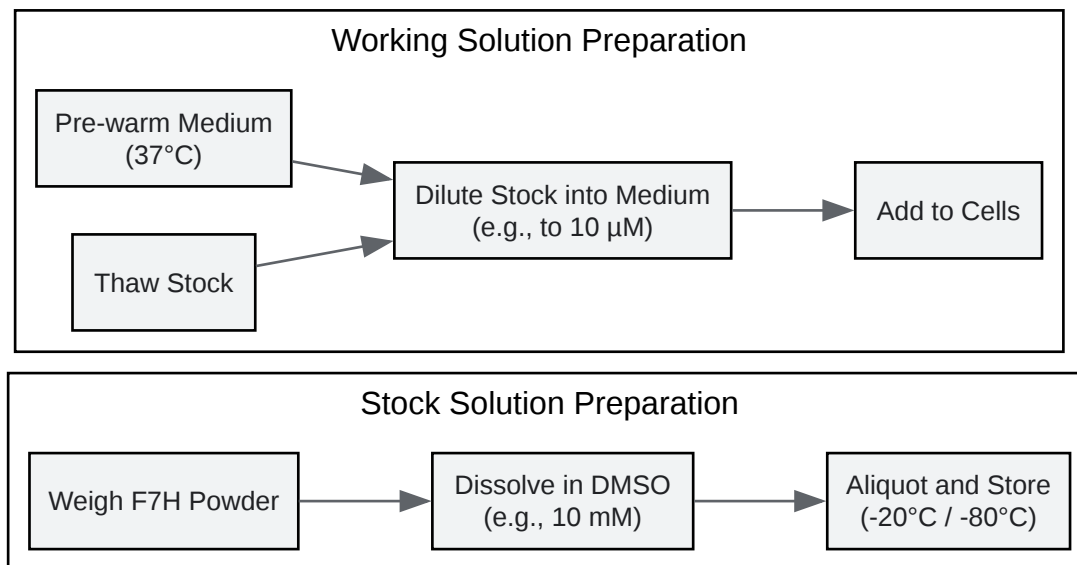 Working Solution Preparation
Pre-warm Medium
(37°C)
Thaw Stock
Dilute Stock into Medium
(e.g., to 10 µM)
Add to Cells
Stock Solution Preparation
Weigh F7H Powder
Dissolve in DMSO
(e.g., 10 mM)
Aliquot and Store
(-20°C / -80°C)